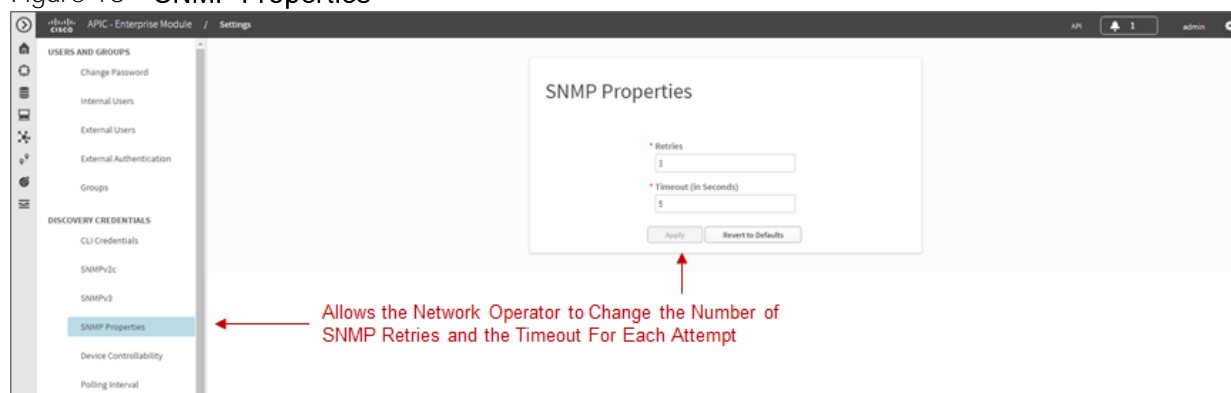 SNMP Properties
cisco APIC - Enterprise Module / Settings
API 1 admin
USERS AND GROUPS
Change Password
Internal Users
External Users
External Authentication
Groups
DISCOVERY CREDENTIALS
CLI Credentials
SNMPv2c
SNMPv3
SNMP Properties
Device Controllability
Polling Interval
SNMP Properties
* Retries
3
* Timeout (in Seconds)
5
Apply Revert to Defaults
Allows the Network Operator to Change the Number of
SNMP Retries and the Timeout For Each Attempt